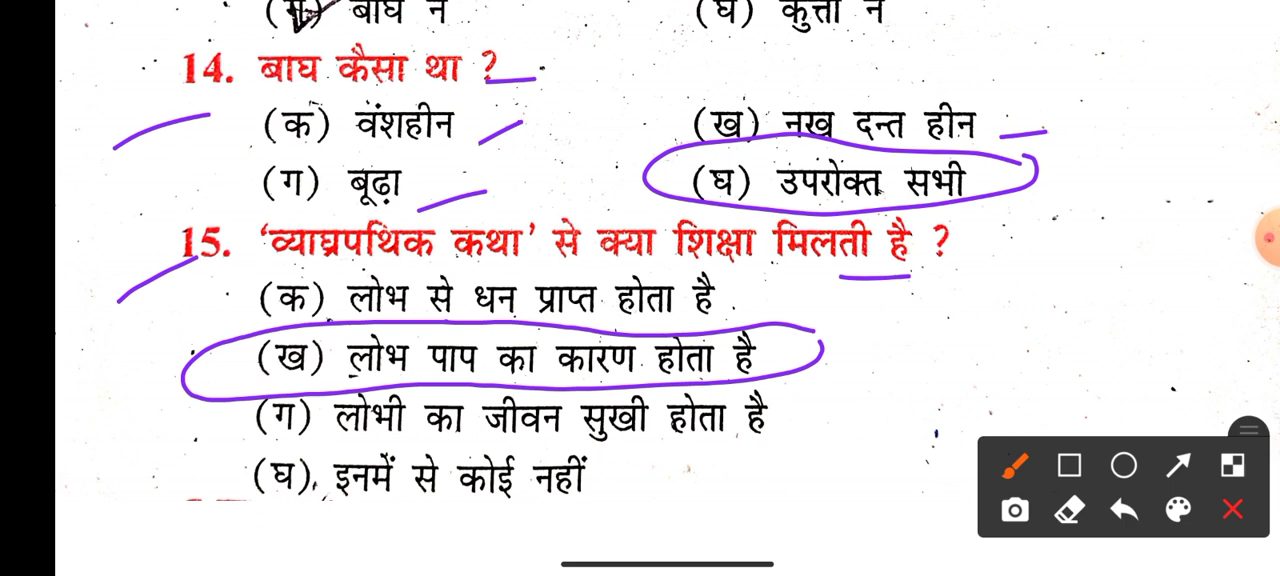 (ग) बाघ ने (घ) कुत्ता ने
14. बाघ कैसा था ?
(क) वंशहीन (ख) नख दन्त हीन
(ग) बूढ़ा (घ) उपरोक्त सभी
15. 'व्याघ्रपथिक कथा' से क्या शिक्षा मिलती है ?
(क) लोभ से धन प्राप्त होता है
(ख) लोभ पाप का कारण होता है
(ग) लोभी का जीवन सुखी होता है
(घ) इनमें से कोई नहीं